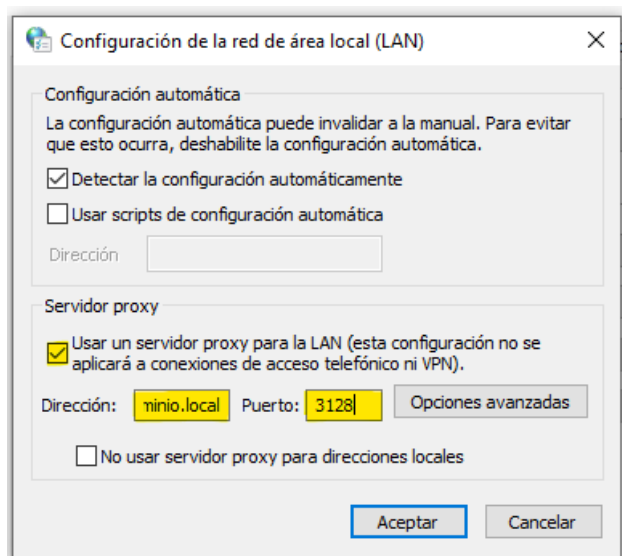 Configuración de la red de área local (LAN)
Configuración automática
La configuración automática puede invalidar a la manual. Para evitar
que esto ocurra, deshabilite la configuración automática.
Detectar la configuración automáticamente
Usar scripts de configuración automática
Dirección
Servidor proxy
Usar un servidor proxy para la LAN (esta configuración no se
aplicará a conexiones de acceso telefónico ni VPN).
Dirección: minio.local Puerto: 3128 Opciones avanzadas
No usar servidor proxy para direcciones locales
Aceptar Cancelar